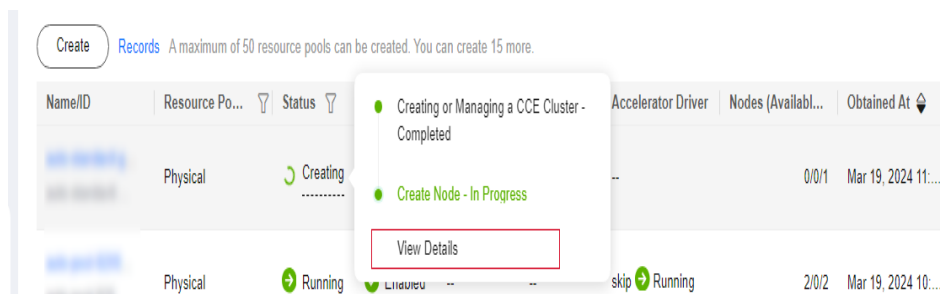 Create Records A maximum of 50 resource pools can be created. You can create 15 more.
Name/ID Resource Po... Status Accelerator Driver Nodes (Availabl... Obtained At
Creating or Managing a CCE Cluster -
Completed
Physical Creating -- 0/0/1 Mar 19, 2024 11:...
Create Node - In Progress
View Details
Physical Running Enabled -- -- skip Running 2/0/2 Mar 19, 2024 10:...